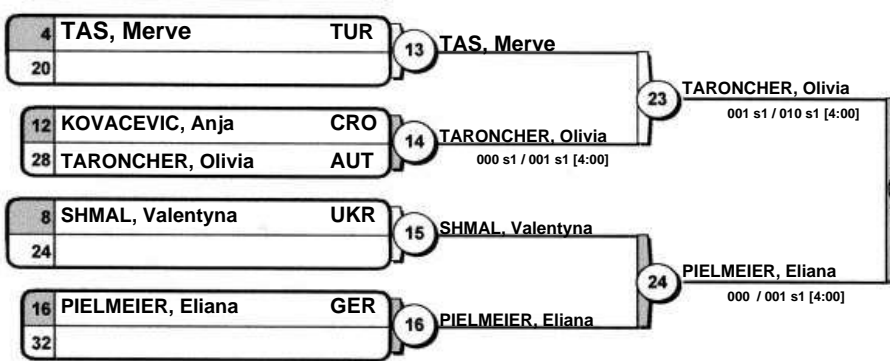 4 TAS, Merve TUR
20
13 TAS, Merve
12 KOVACEVIC, Anja CRO
28 TARONCHER, Olivia AUT
14 TARONCHER, Olivia
000 s1 / 001 s1 [4:00]
23 TARONCHER, Olivia
001 s1 / 010 s1 [4:00]
8 SHMAL, Valentyna UKR
24
15 SHMAL, Valentyna
16 PIELMEIER, Eliana GER
32
16 PIELMEIER, Eliana
24 PIELMEIER, Eliana
000 / 001 s1 [4:00]